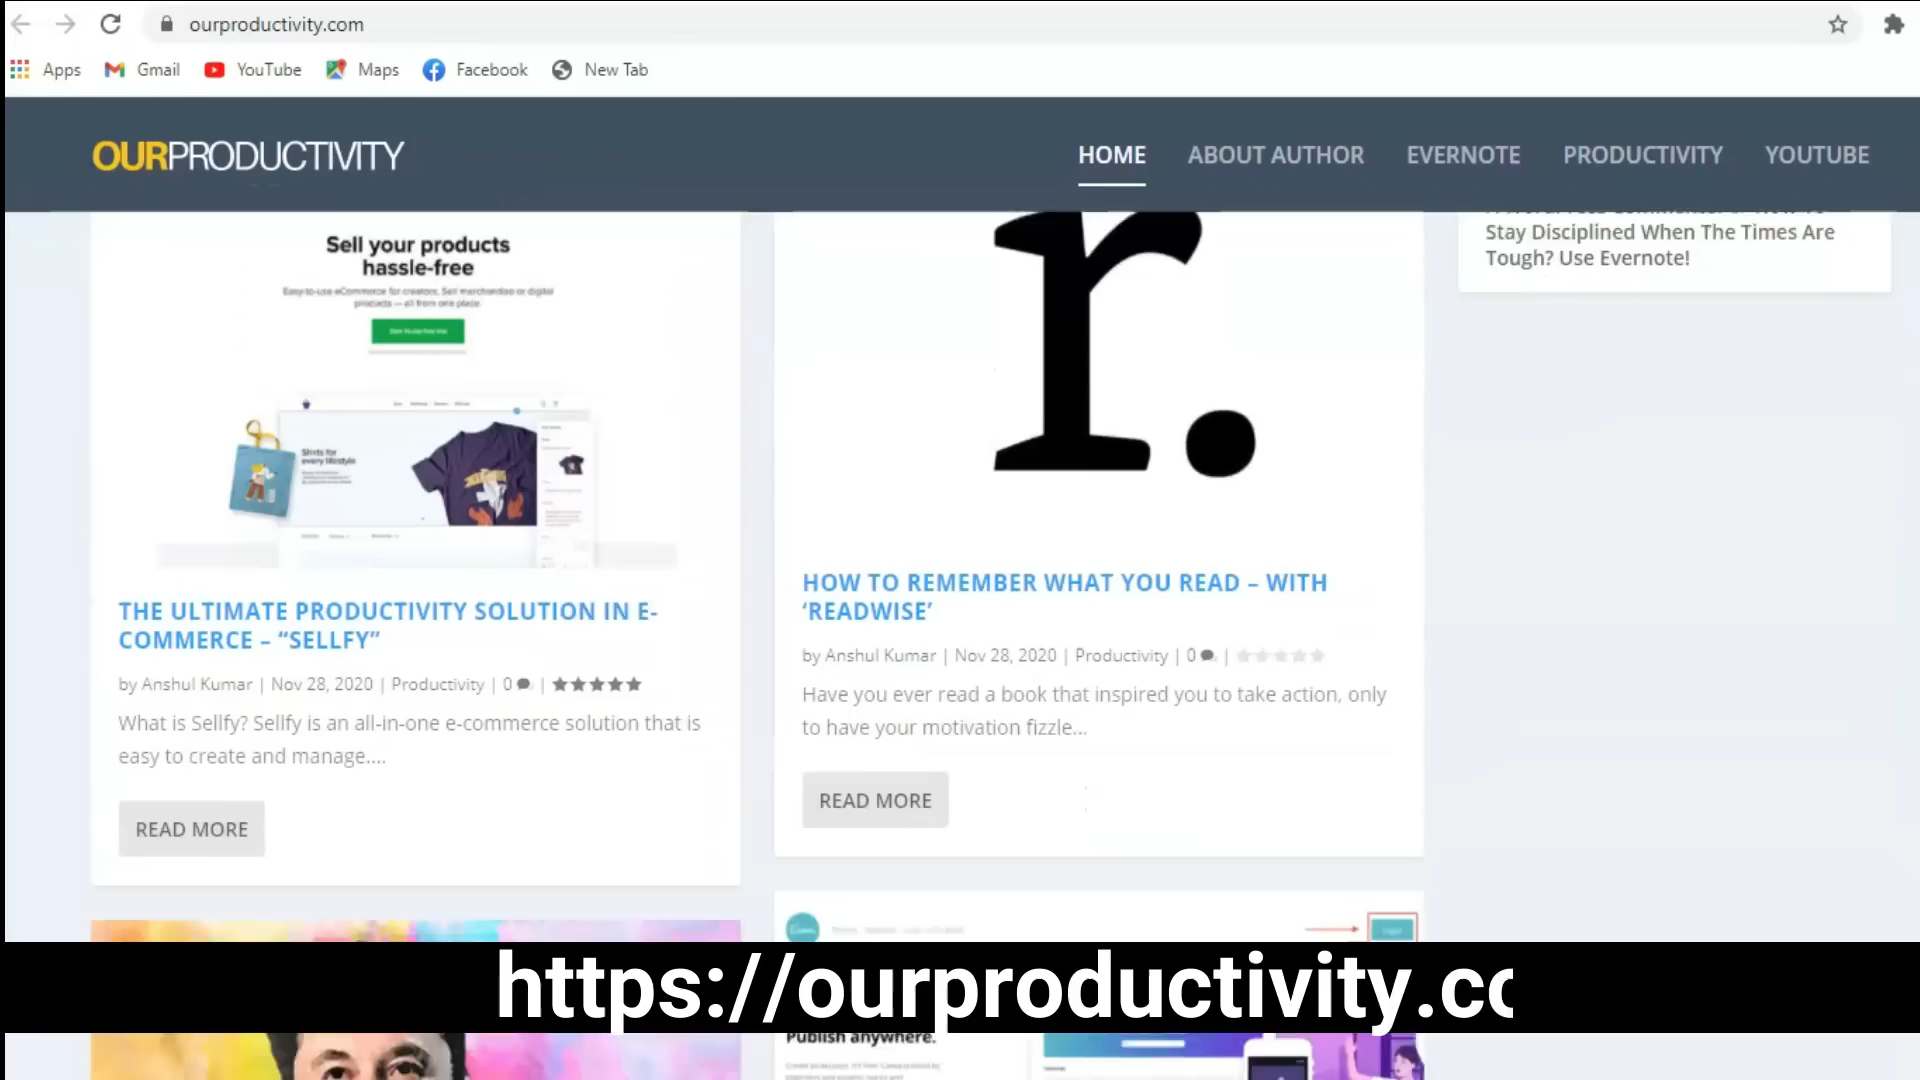 ourproductivity.com
Apps Gmail YouTube Maps Facebook New Tab
OURPRODUCTIVITY
HOME ABOUT AUTHOR EVERNOTE PRODUCTIVITY YOUTUBE
Stay Disciplined When The Times Are
Tough? Use Evernote!
Sell your products
hassle-free
Easy-to-use eCommerce for creators. Sell merchandise or digital
products — all from one place.
Shirts for
every lifestyle
THE ULTIMATE PRODUCTIVITY SOLUTION IN E-
COMMERCE – “SELLFY”
by Anshul Kumar | Nov 28, 2020 | Productivity | 0 |
What is Sellfy? Sellfy is an all-in-one e-commerce solution that is
easy to create and manage....
READ MORE
r.
HOW TO REMEMBER WHAT YOU READ – WITH
‘READWISE’
by Anshul Kumar | Nov 28, 2020 | Productivity | 0 |
Have you ever read a book that inspired you to take action, only
to have your motivation fizzle...
READ MORE
https://ourproductivity.co
Publish anywhere.